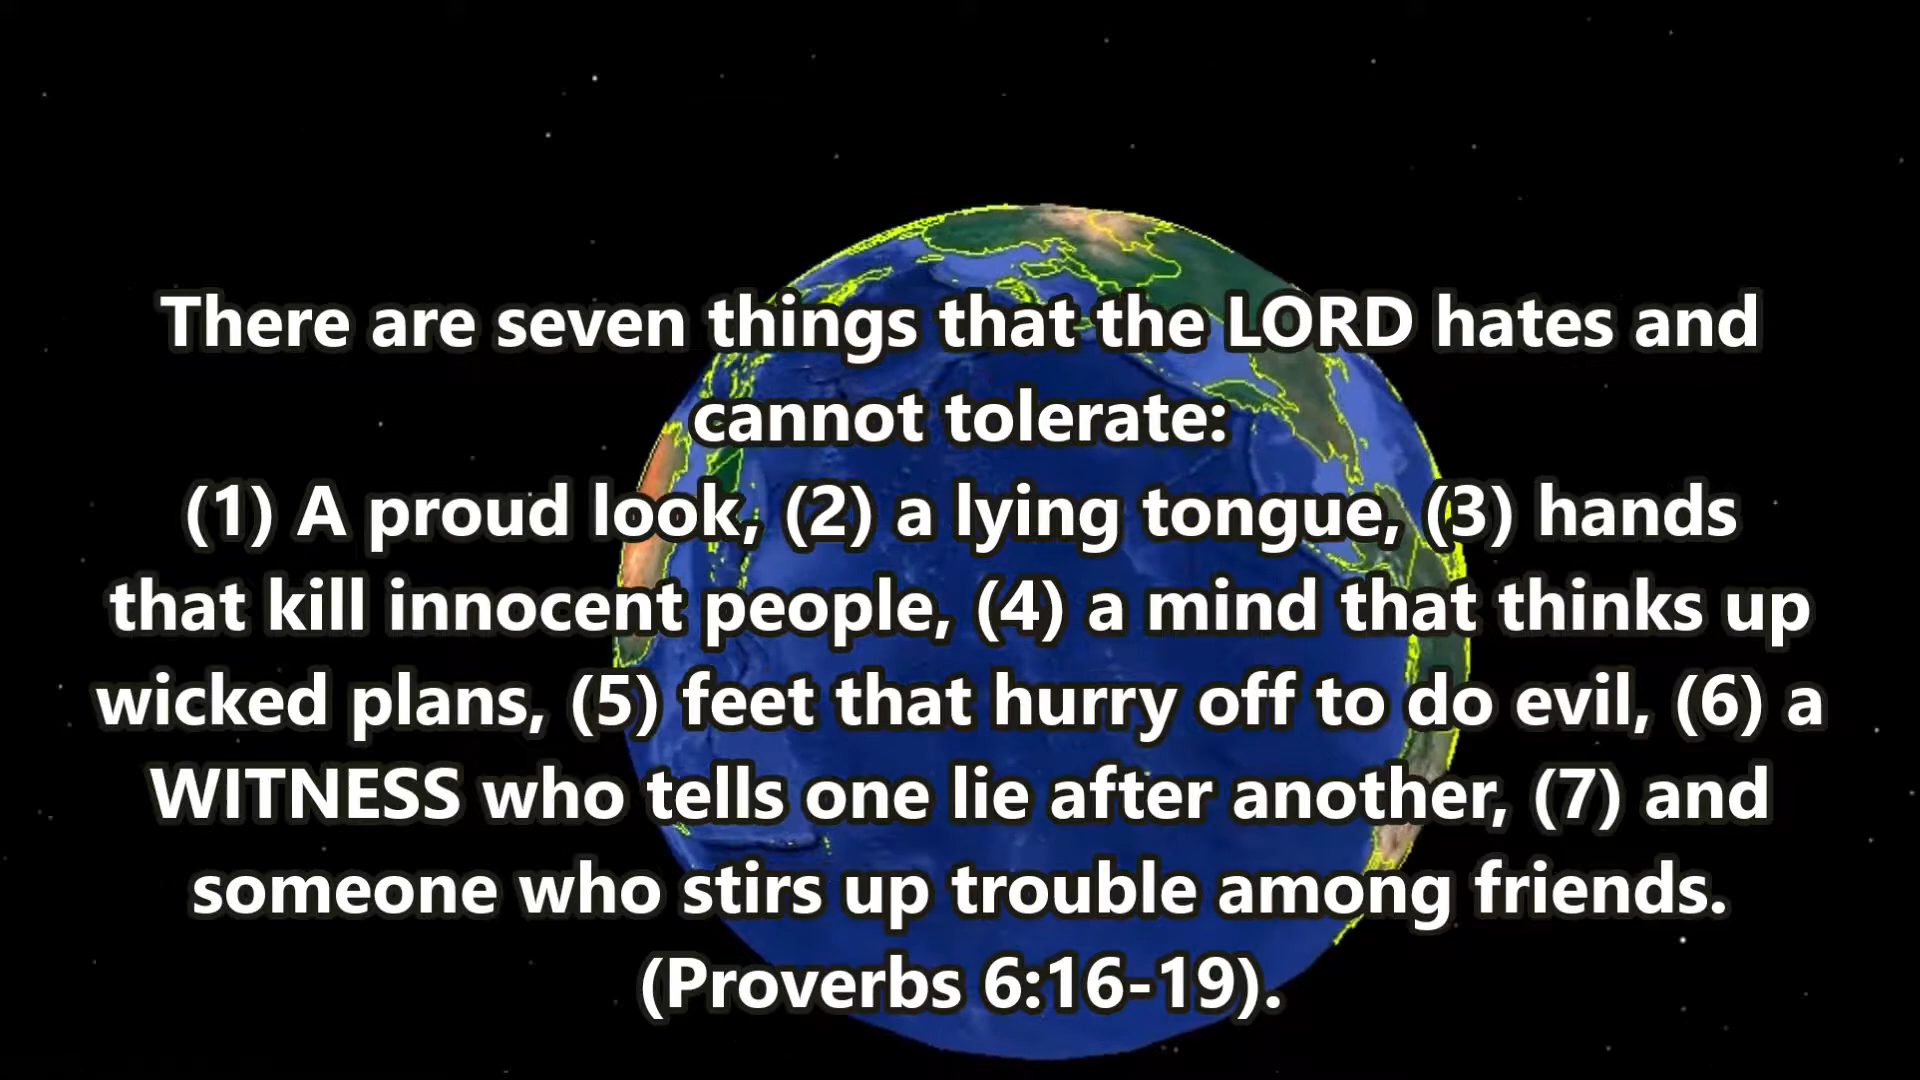 There are seven things that the LORD hates and
cannot tolerate:
(1) A proud look, (2) a lying tongue, (3) hands
that kill innocent people, (4) a mind that thinks up
wicked plans, (5) feet that hurry off to do evil, (6) a
WITNESS who tells one lie after another, (7) and
someone who stirs up trouble among friends.
(Proverbs 6:16-19).